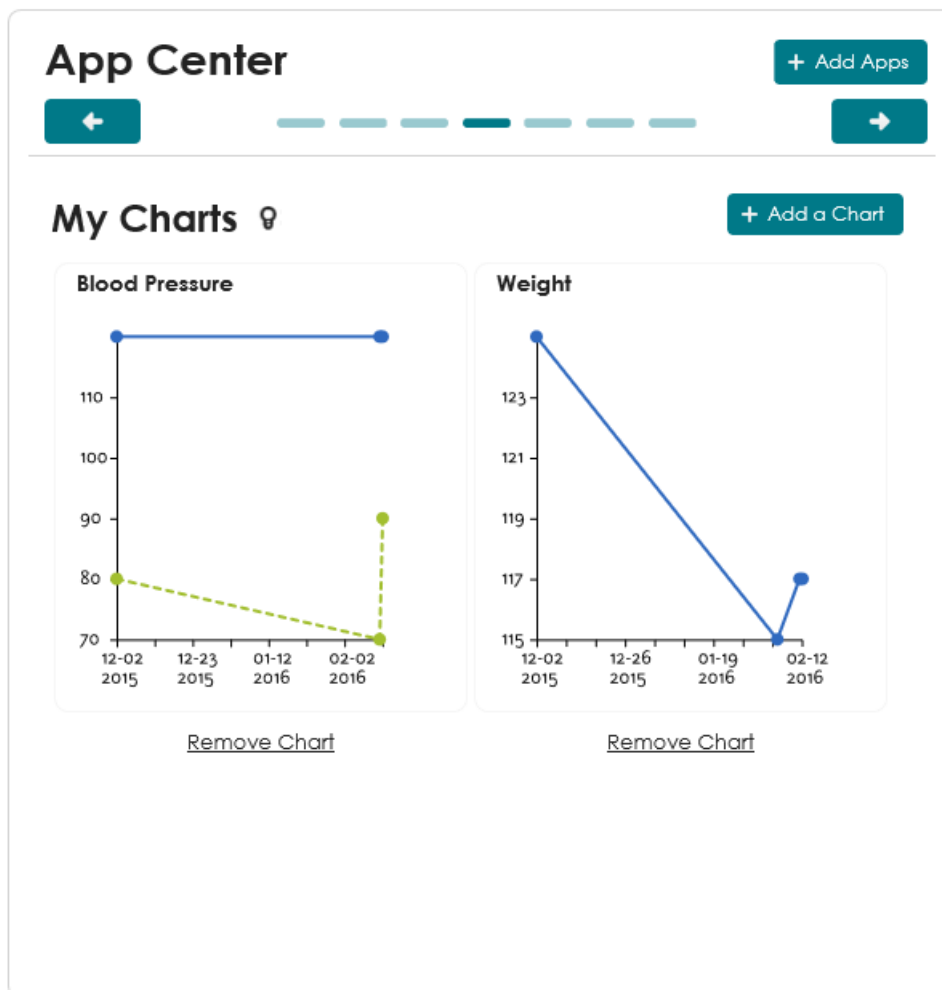 App Center
+ Add Apps
My Charts
+ Add a Chart
Blood Pressure
110
100
90
80
70
12-02 12-23 01-12 02-02
2015 2015 2016 2016
Weight
123
121
119
117
115
12-02 12-26 01-19 02-12
2015 2015 2016 2016
Remove Chart
Remove Chart